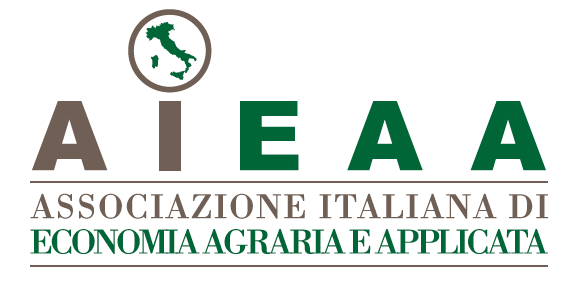 AIEAA
ASSOCIAZIONE ITALIANA DI
ECONOMIA AGRARIA E APPLICATA